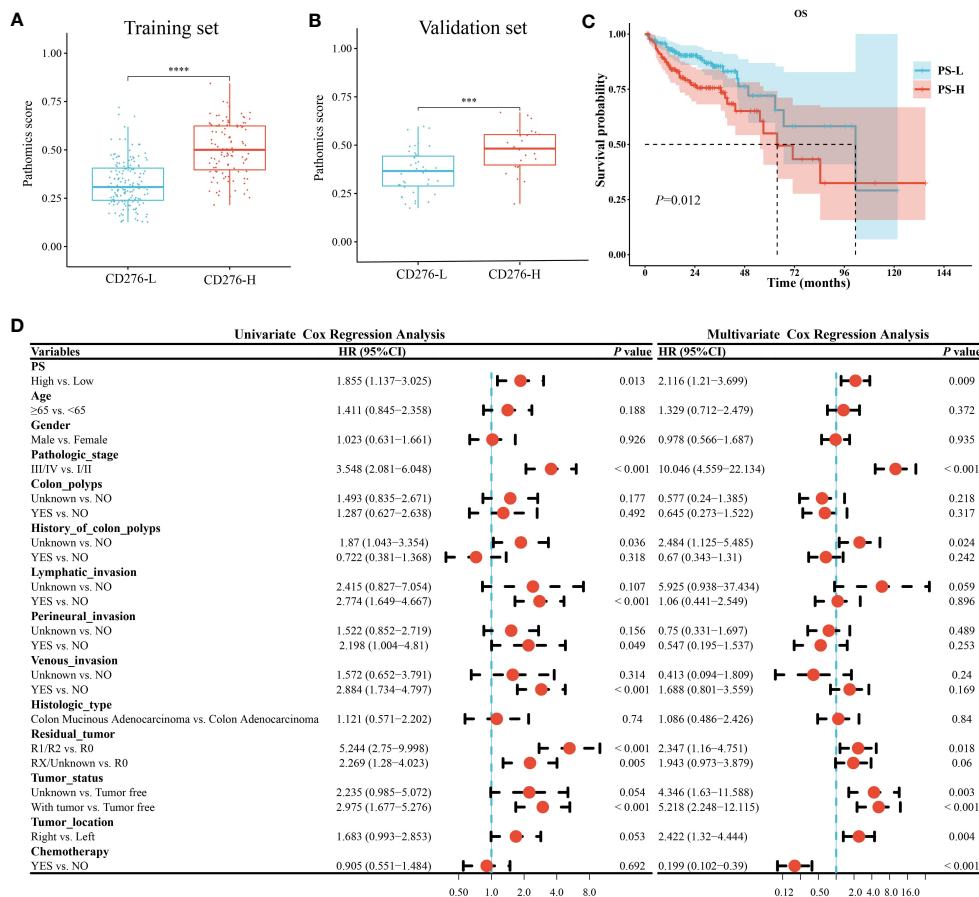 A
Training set
Pathomics score
1.00
0.75
0.50
0.25
0.00
****
CD276-L
CD276-H
B
Validation set
Pathomics score
1.00
0.75
0.50
0.25
0.00
***
CD276-L
CD276-H
C
OS
Survival probability
1.00
0.75
0.50
0.25
0.00
P=0.012
PS-L
PS-H
0 24 48 72 96 120 144
Time (months)
D
Univariate Cox Regression Analysis Multivariate Cox Regression Analysis
Variables HR (95%CI) P value HR (95%CI) P value
PS
High vs. Low 1.855 (1.137−3.025) 0.013 2.116 (1.21−3.699) 0.009
Age
≥65 vs. <65 1.411 (0.845−2.358) 0.188 1.329 (0.712−2.479) 0.372
Gender
Male vs. Female 1.023 (0.631−1.661) 0.926 0.978 (0.566−1.687) 0.935
Pathologic_stage
III/IV vs. I/II 3.548 (2.081−6.048) < 0.001 10.046 (4.559−22.134) < 0.001
Colon_polyps
Unknown vs. NO 1.493 (0.835−2.671) 0.177 0.577 (0.24−1.385) 0.218
YES vs. NO 1.287 (0.627−2.638) 0.492 0.645 (0.273−1.522) 0.317
History_of_colon_polyps
Unknown vs. NO 1.87 (1.043−3.354) 0.036 2.484 (1.125−5.485) 0.024
YES vs. NO 0.722 (0.381−1.368) 0.318 0.67 (0.343−1.31) 0.242
Lymphatic_invasion
Unknown vs. NO 2.415 (0.827−7.054) 0.107 5.925 (0.938−37.434) 0.059
YES vs. NO 2.774 (1.649−4.667) < 0.001 1.06 (0.441−2.549) 0.896
Perineural_invasion
Unknown vs. NO 1.522 (0.852−2.719) 0.156 0.75 (0.331−1.697) 0.489
YES vs. NO 2.198 (1.004−4.81) 0.049 0.547 (0.195−1.537) 0.253
Venous_invasion
Unknown vs. NO 1.572 (0.652−3.791) 0.314 0.413 (0.094−1.809) 0.24
YES vs. NO 2.884 (1.734−4.797) < 0.001 1.688 (0.801−3.559) 0.169
Histologic_type
Colon Mucinous Adenocarcinoma vs. Colon Adenocarcinoma 1.121 (0.571−2.202) 0.74 1.086 (0.486−2.426) 0.84
Residual_tumor
R1/R2 vs. R0 5.244 (2.75−9.998) < 0.001 2.347 (1.16−4.751) 0.018
RX/Unknown vs. R0 2.269 (1.28−4.023) 0.005 1.943 (0.973−3.879) 0.06
Tumor_status
Unknown vs. Tumor free 2.235 (0.985−5.072) 0.054 4.346 (1.63−11.588) 0.003
With tumor vs. Tumor free 2.975 (1.677−5.276) < 0.001 5.218 (2.248−12.115) < 0.001
Tumor_location
Right vs. Left 1.683 (0.993−2.853) 0.053 2.422 (1.32−4.444) 0.004
Chemotherapy
YES vs. NO 0.905 (0.551−1.484) 0.692 0.199 (0.102−0.39) < 0.001
0.50 1.0 2.0 4.0 8.0 0.12 0.50 2.0 4.0 8.0 16.0